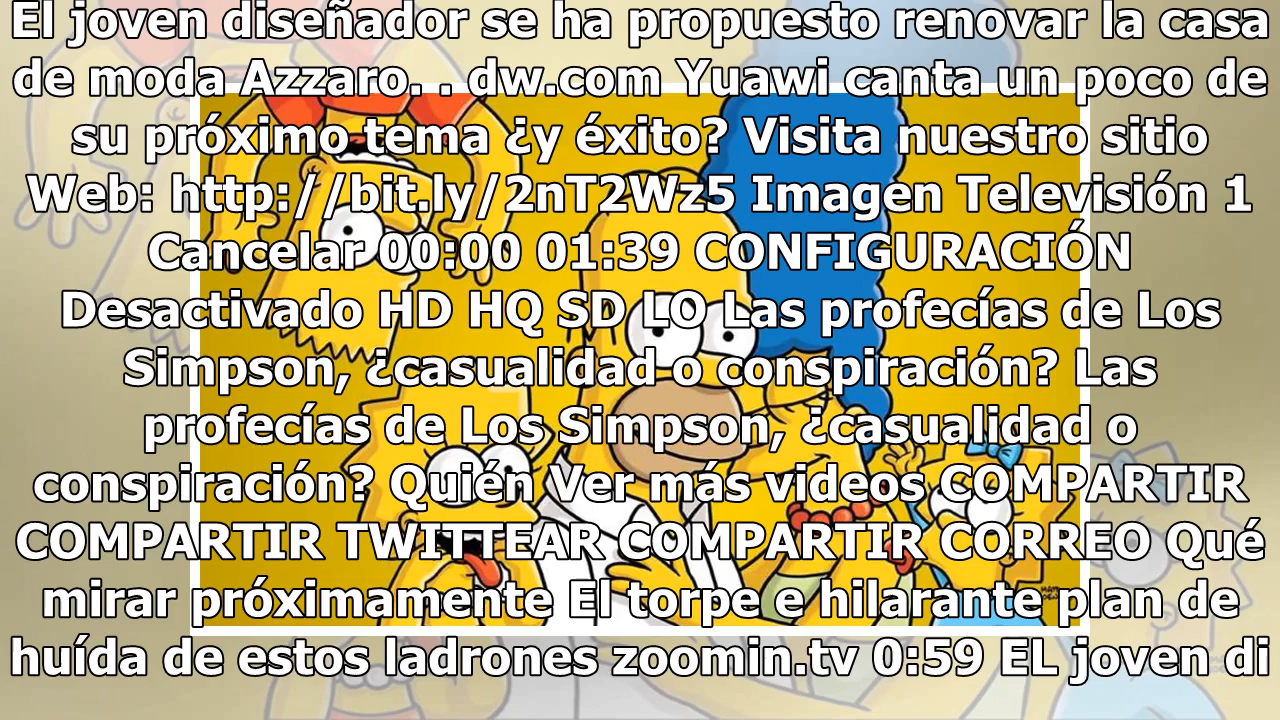 El joven diseñador se ha propuesto renovar la casa
de moda Azzaro. . dw.com Yuawi canta un poco de
su próximo tema ¿y éxito? Visita nuestro sitio
Web: http://bit.ly/2nT2Wz5 Imagen Televisión 1
Cancelar 00:00 01:39 CONFIGURACIÓN
Desactivado HD HQ SD LO Las profecías de Los
Simpson, ¿casualidad o conspiración? Las
profecías de Los Simpson, ¿casualidad o
conspiración? Quién Ver más videos COMPARTIR
COMPARTIR TWITTEAR COMPARTIR CORREO Qué
mirar próximamente El torpe e hilarante plan de
huída de estos ladrones zoomin.tv 0:59 EL joven di